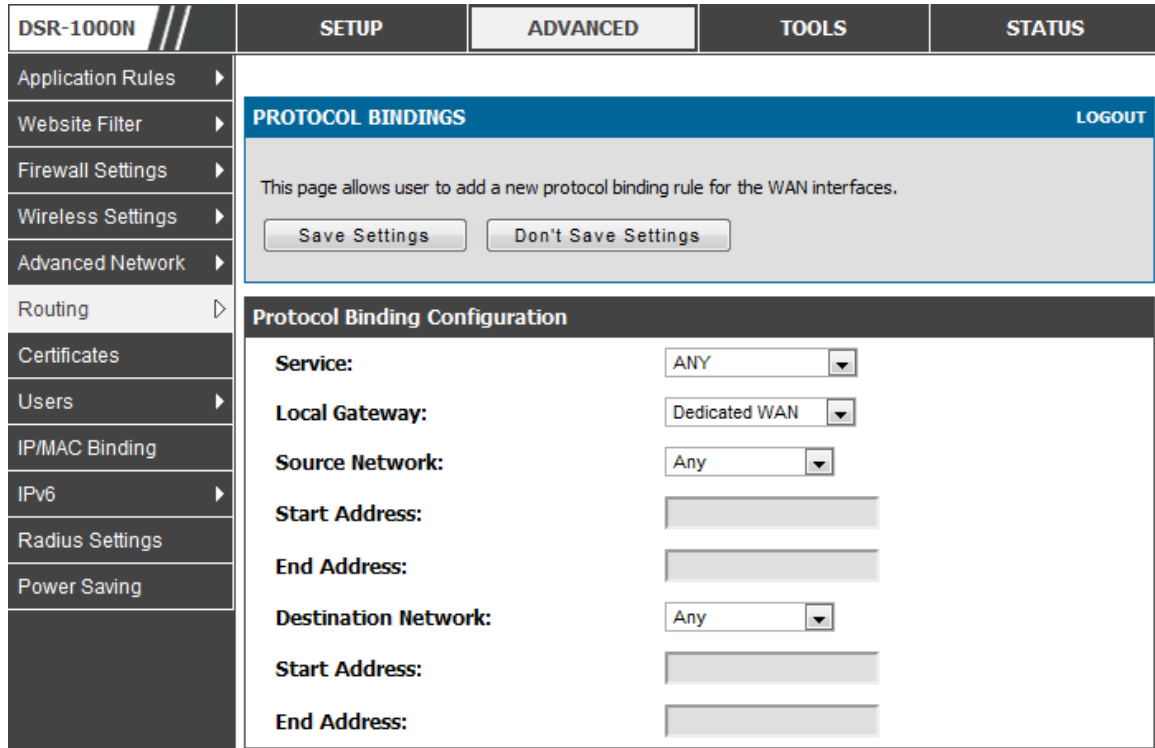 DSR-1000N
SETUP
ADVANCED
TOOLS
STATUS
Application Rules
Website Filter
Firewall Settings
Wireless Settings
Advanced Network
Routing
Certificates
Users
IP/MAC Binding
IPv6
Radius Settings
Power Saving
PROTOCOL BINDINGS
LOGOUT
This page allows user to add a new protocol binding rule for the WAN interfaces.
Save Settings
Don't Save Settings
Protocol Binding Configuration
Service: ANY
Local Gateway: Dedicated WAN
Source Network: Any
Start Address:
End Address:
Destination Network: Any
Start Address:
End Address: